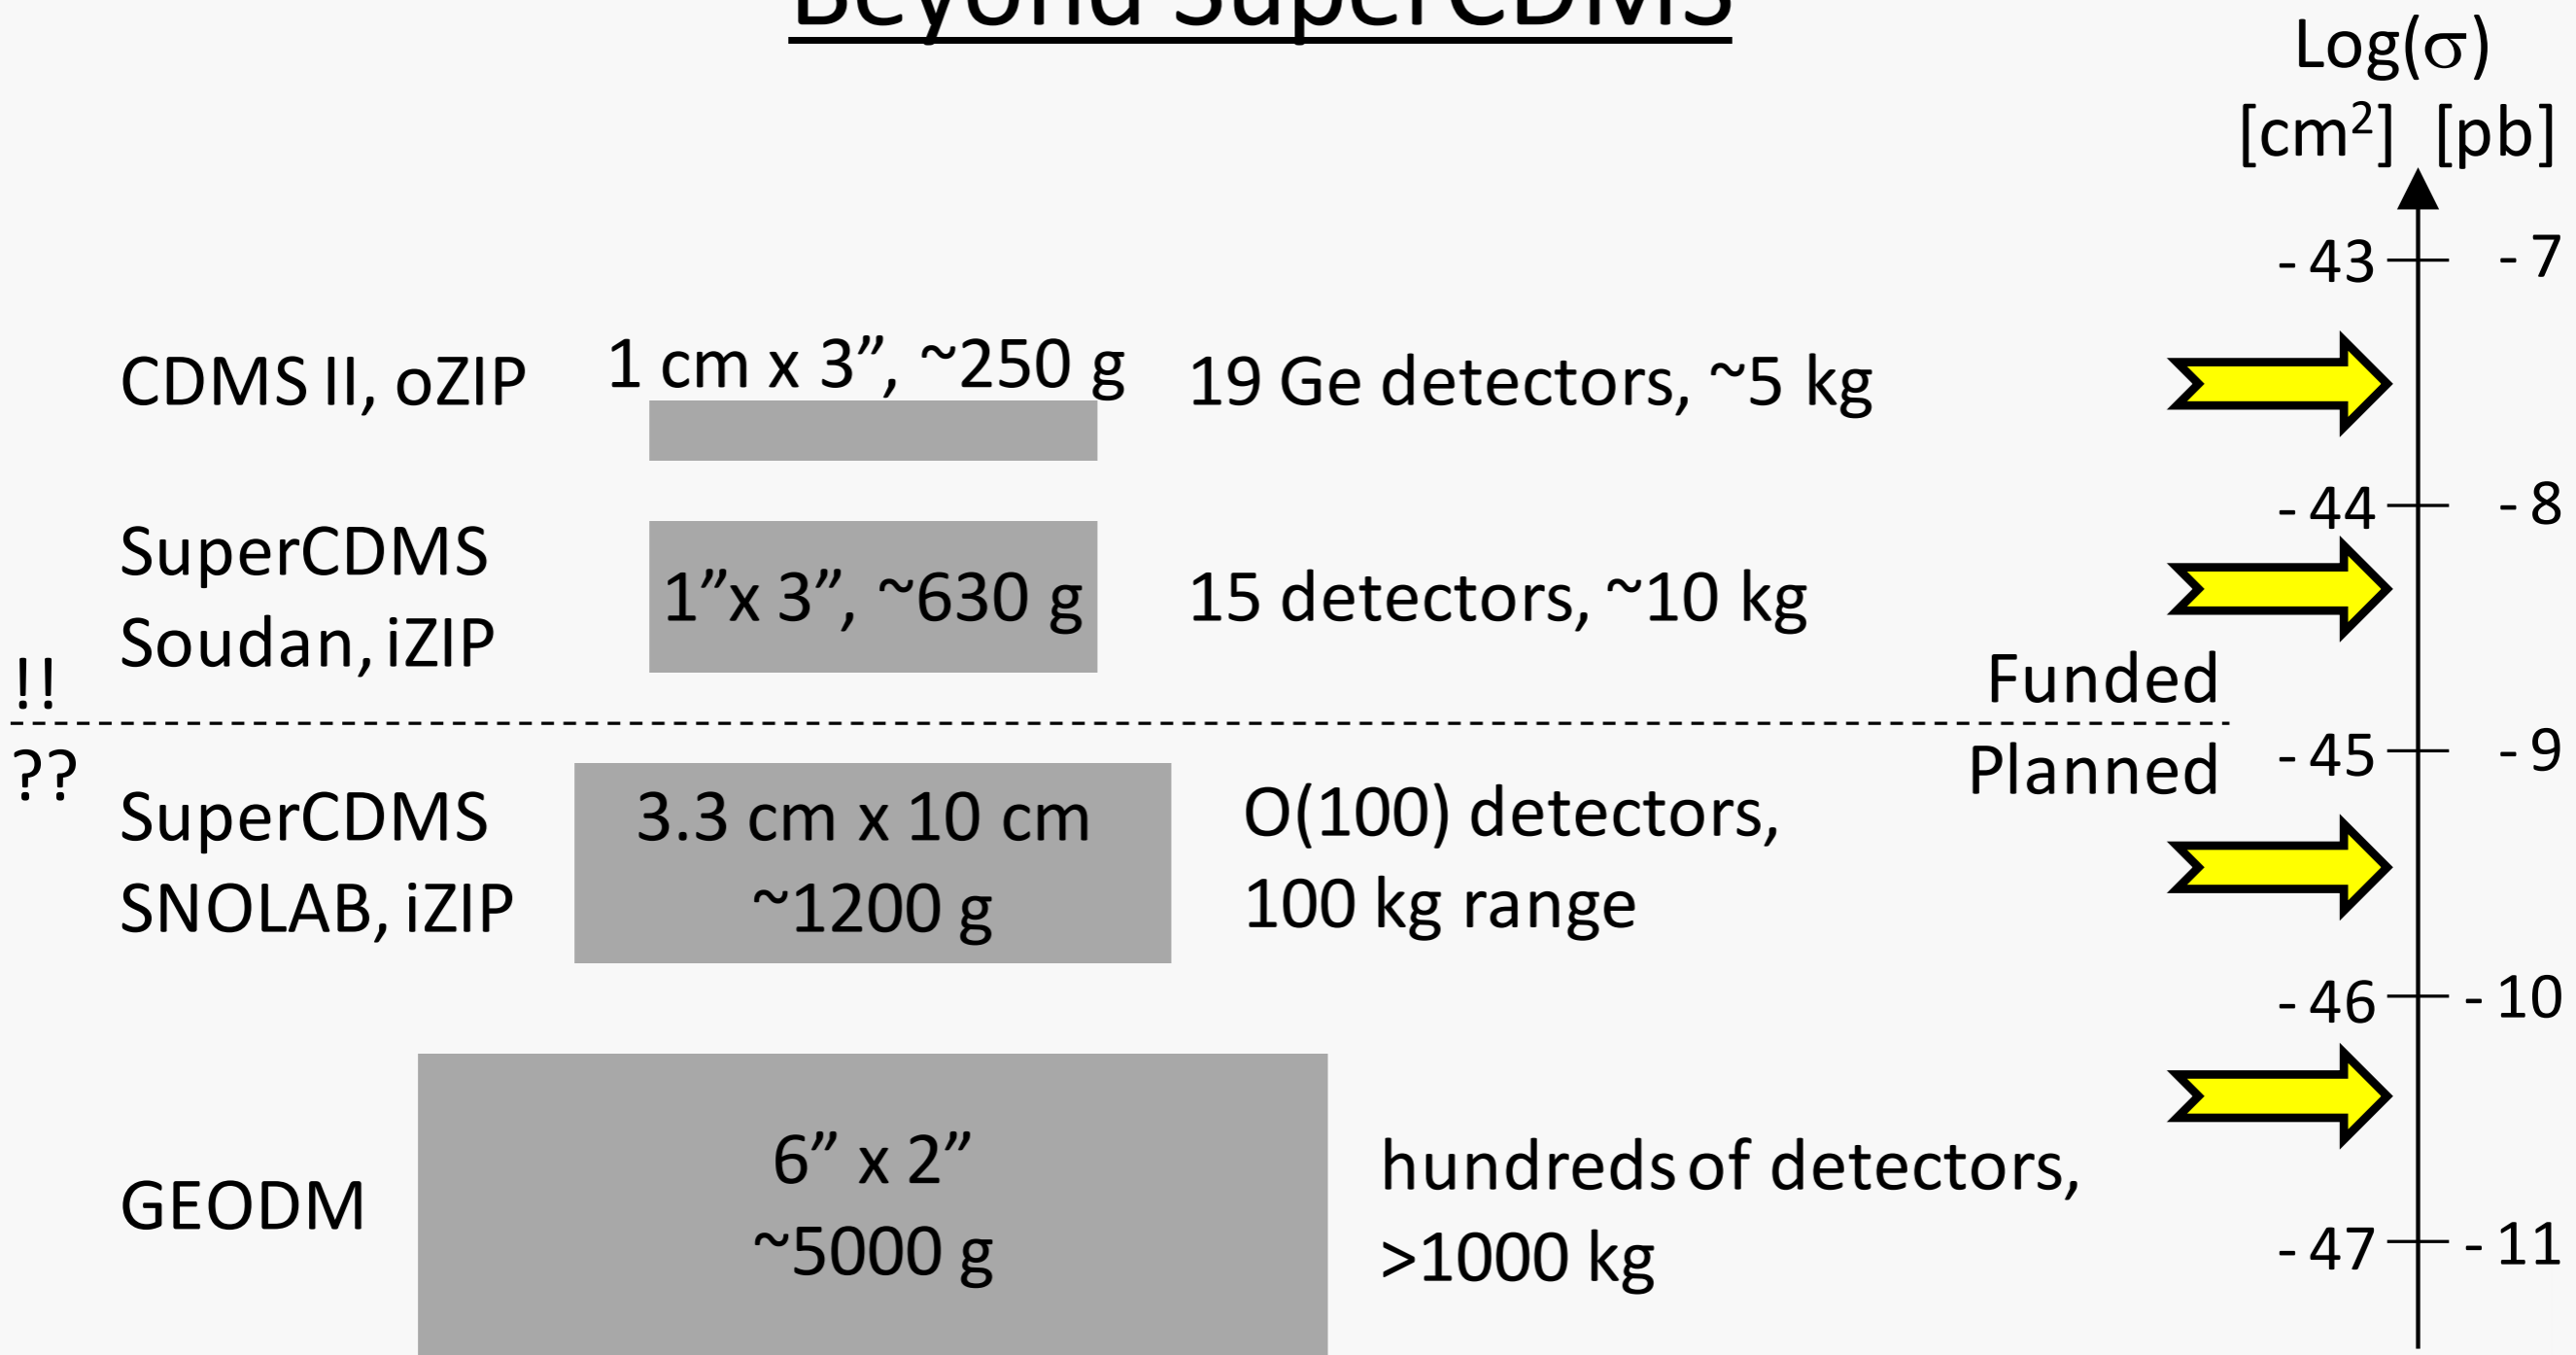 Beyond SuperCDMS
Log(σ)
[cm²] [pb]
- 43 - 7
CDMS II, oZIP
1 cm x 3”, ~250 g
19 Ge detectors, ~5 kg
- 44 - 8
SuperCDMS
Soudan, iZIP
1”x 3”, ~630 g
15 detectors, ~10 kg
!!
Funded
??
Planned
- 45 - 9
SuperCDMS
SNOLAB, iZIP
3.3 cm x 10 cm
~1200 g
O(100) detectors,
100 kg range
- 46 - 10
GEODM
6” x 2”
~5000 g
hundreds of detectors,
>1000 kg
- 47 - 11